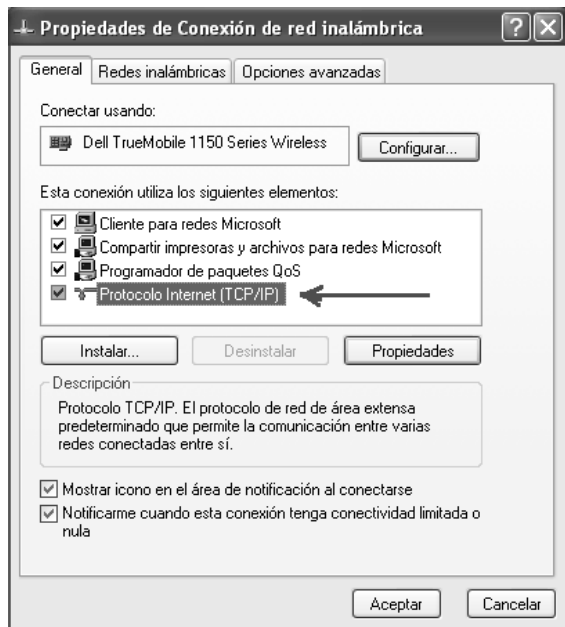 Propiedades de Conexión de red inalámbrica
General Redes inalámbricas Opciones avanzadas
Conectar usando:
Dell TrueMobile 1150 Series Wireless Configurar...
Esta conexión utiliza los siguientes elementos:
Cliente para redes Microsoft
Compartir impresoras y archivos para redes Microsoft
Programador de paquetes QoS
Protocolo Internet (TCP/IP)
Instalar... Desinstalar Propiedades
Descripción
Protocolo TCP/IP. El protocolo de red de área extensa
predeterminado que permite la comunicación entre varias
redes conectadas entre sí.
Mostrar icono en el área de notificación al conectarse
Notificarme cuando esta conexión tenga conectividad limitada o
nula
Aceptar Cancelar